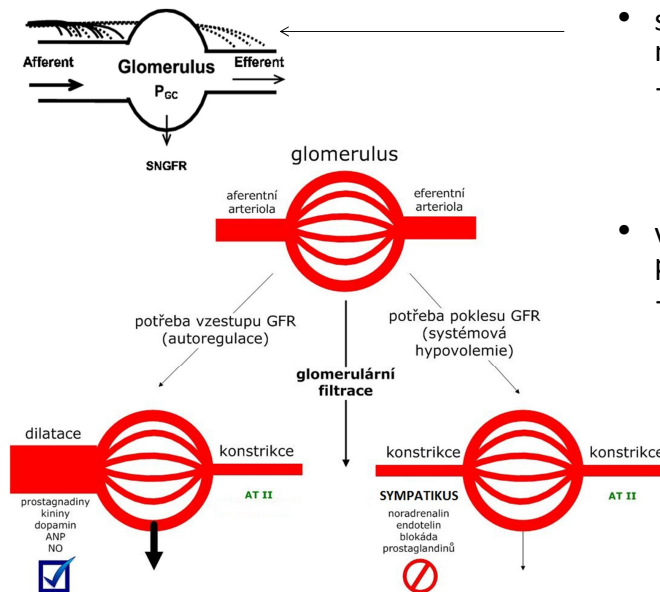 Afferent
Glomerulus
Efferent
PGC
SNGFR
glomerulus
aferentní
arteriola
eferentní
arteriola
potřeba vzestupu GFR
(autoregulace)
potřeba poklesu GFR
(systémová
hypovolemie)
glomerulární
filtrace
dilatace
konstrikce
AT II
prostagnadiny
kininy
dopamin
ANP
NO
konstrikce
konstrikce
SYMPATIKUS
AT II
noradrenalin
endotelin
blokáda
prostaglandinů